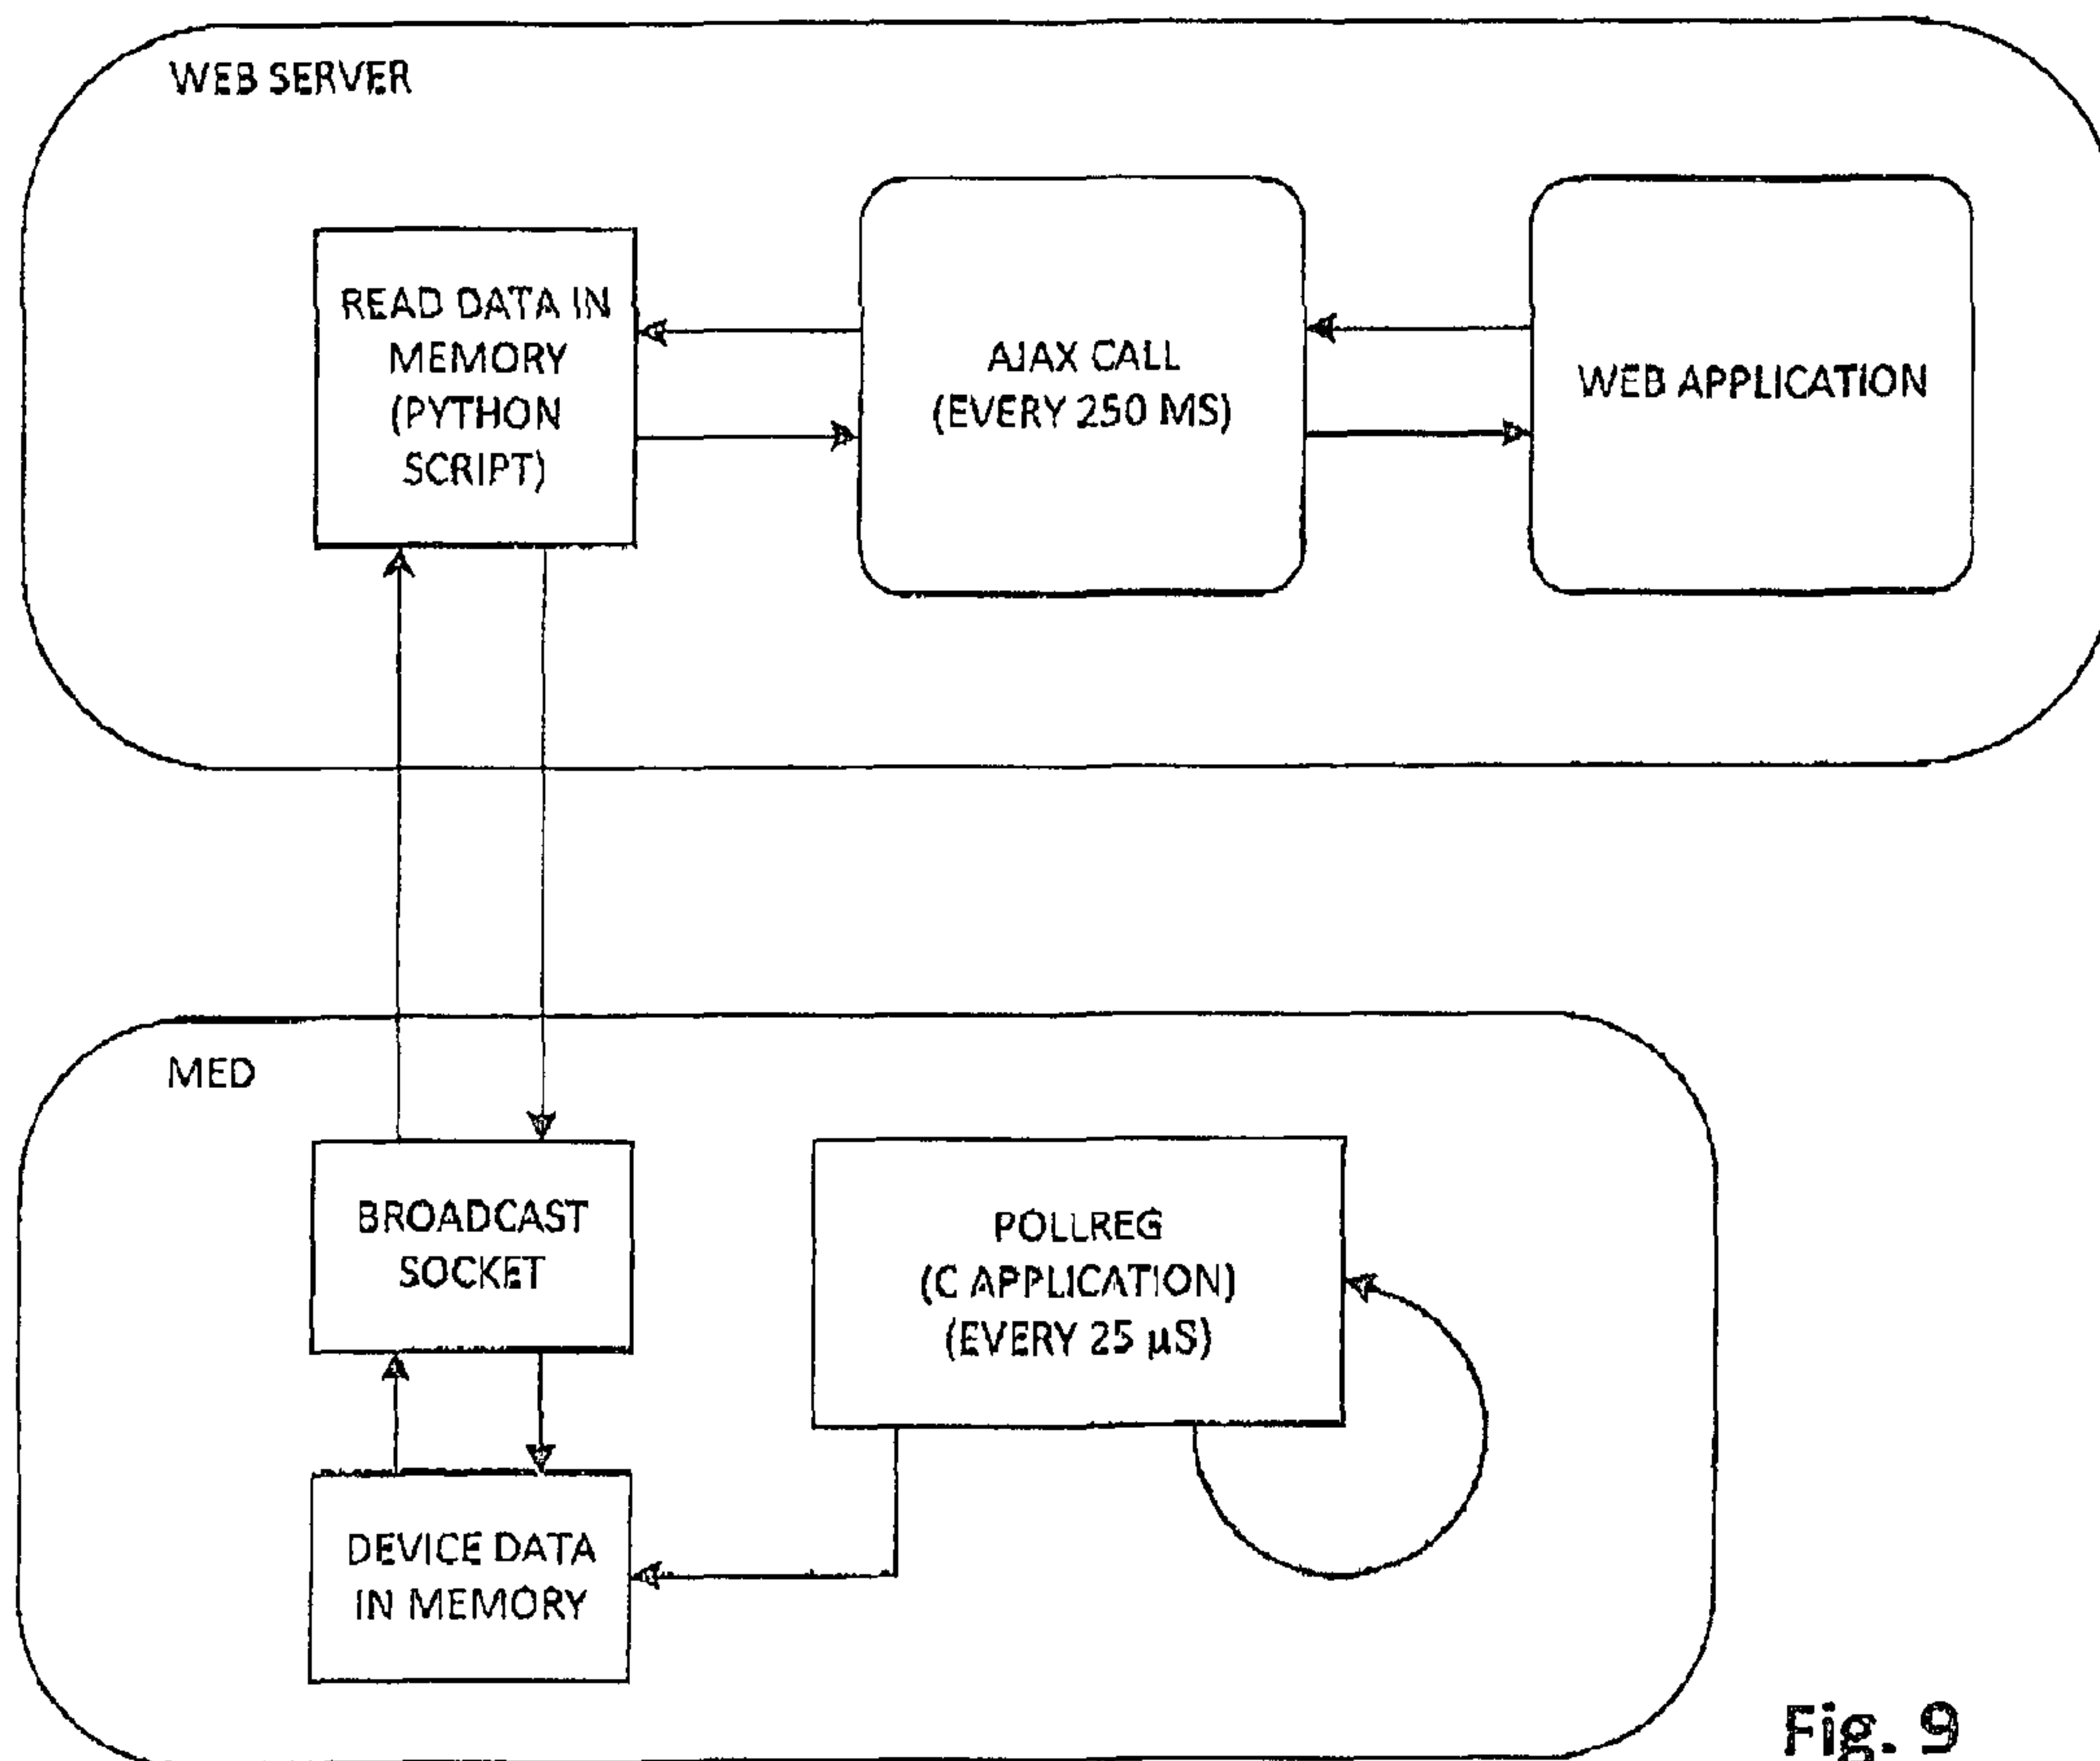 WEB SERVER
READ DATA IN
MEMORY
(PYTHON
SCRIPT)
AJAX CALL
(EVERY 250 MS)
WEB APPLICATION
MED
BROADCAST
SOCKET
POLLREG
(C APPLICATION)
(EVERY 25 µS)
DEVICE DATA
IN MEMORY
Fig. 9